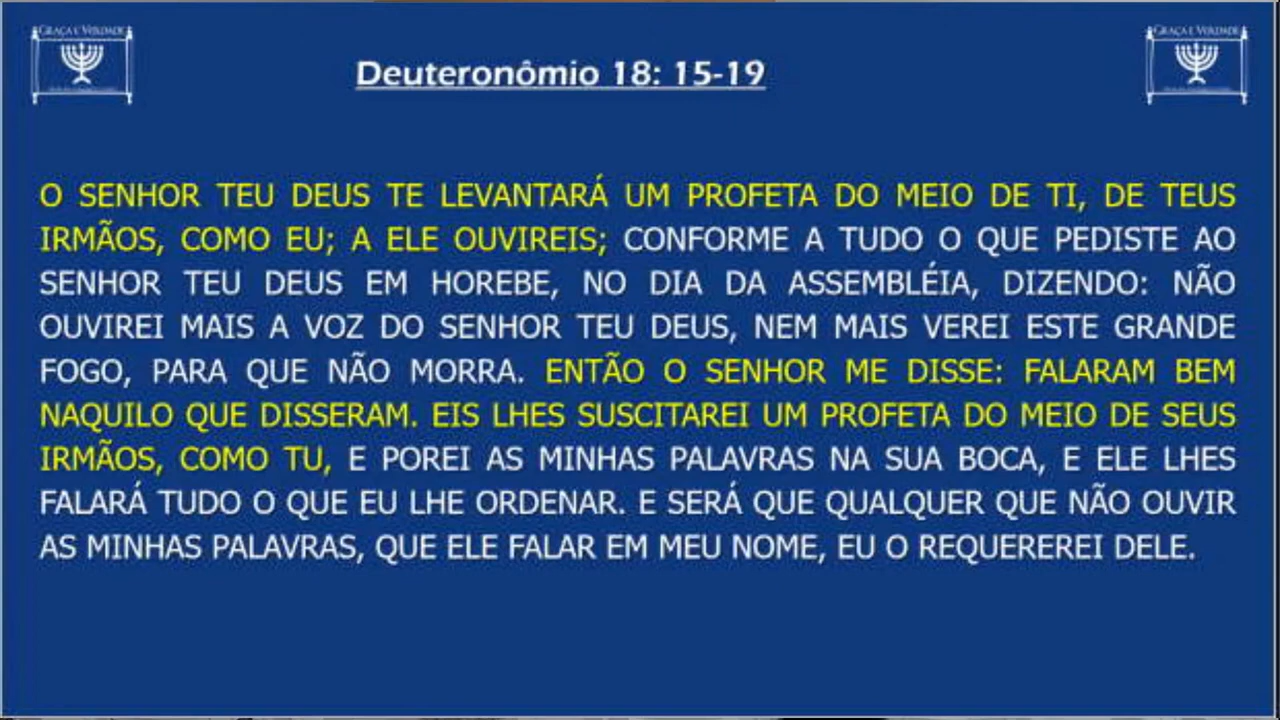 GRAÇA E VERDADE
GRAÇA E VERDADE
Deuteronômio 18: 15-19
O SENHOR TEU DEUS TE LEVANTARÁ UM PROFETA DO MEIO DE TI, DE TEUS
IRMÃOS, COMO EU; A ELE OUVIREIS; CONFORME A TUDO O QUE PEDISTE AO
SENHOR TEU DEUS EM HOREBE, NO DIA DA ASSEMBLÉIA, DIZENDO: NÃO
OUVIREI MAIS A VOZ DO SENHOR TEU DEUS, NEM MAIS VEREI ESTE GRANDE
FOGO, PARA QUE NÃO MORRA. ENTÃO O SENHOR ME DISSE: FALARAM BEM
NAQUILO QUE DISSERAM. EIS LHES SUSCITAREI UM PROFETA DO MEIO DE SEUS
IRMÃOS, COMO TU, E POREI AS MINHAS PALAVRAS NA SUA BOCA, E ELE LHES
FALARÁ TUDO O QUE EU LHE ORDENAR. E SERÁ QUE QUALQUER QUE NÃO OUVIR
AS MINHAS PALAVRAS, QUE ELE FALAR EM MEU NOME, EU O REQUEREREI DELE.